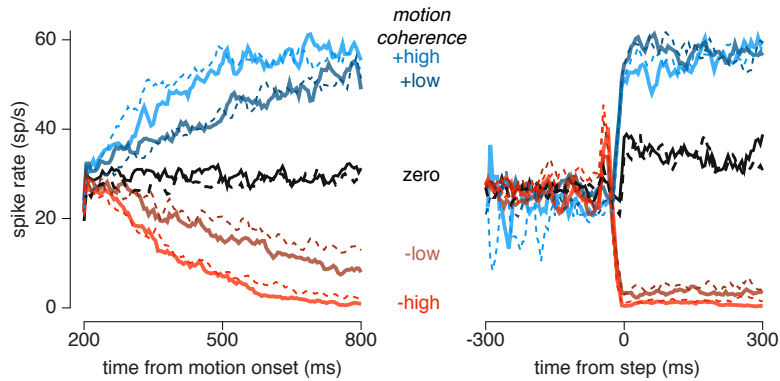 motion
coherence
+high
+low
zero
-low
-high
spike rate (sp/s)
60
40
20
0
200
500
800
time from motion onset (ms)
-300
0
300
time from step (ms)